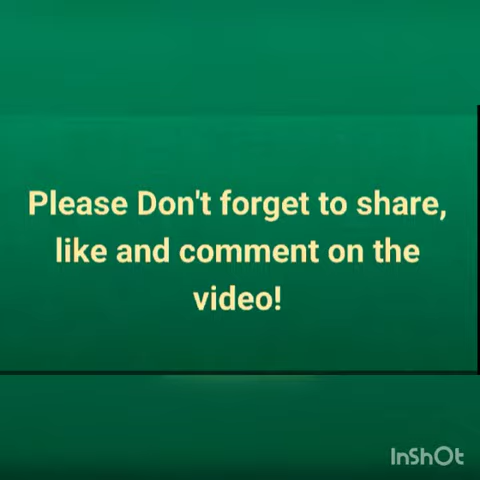 Please Don't forget to share,
like and comment on the
video!
InShOt